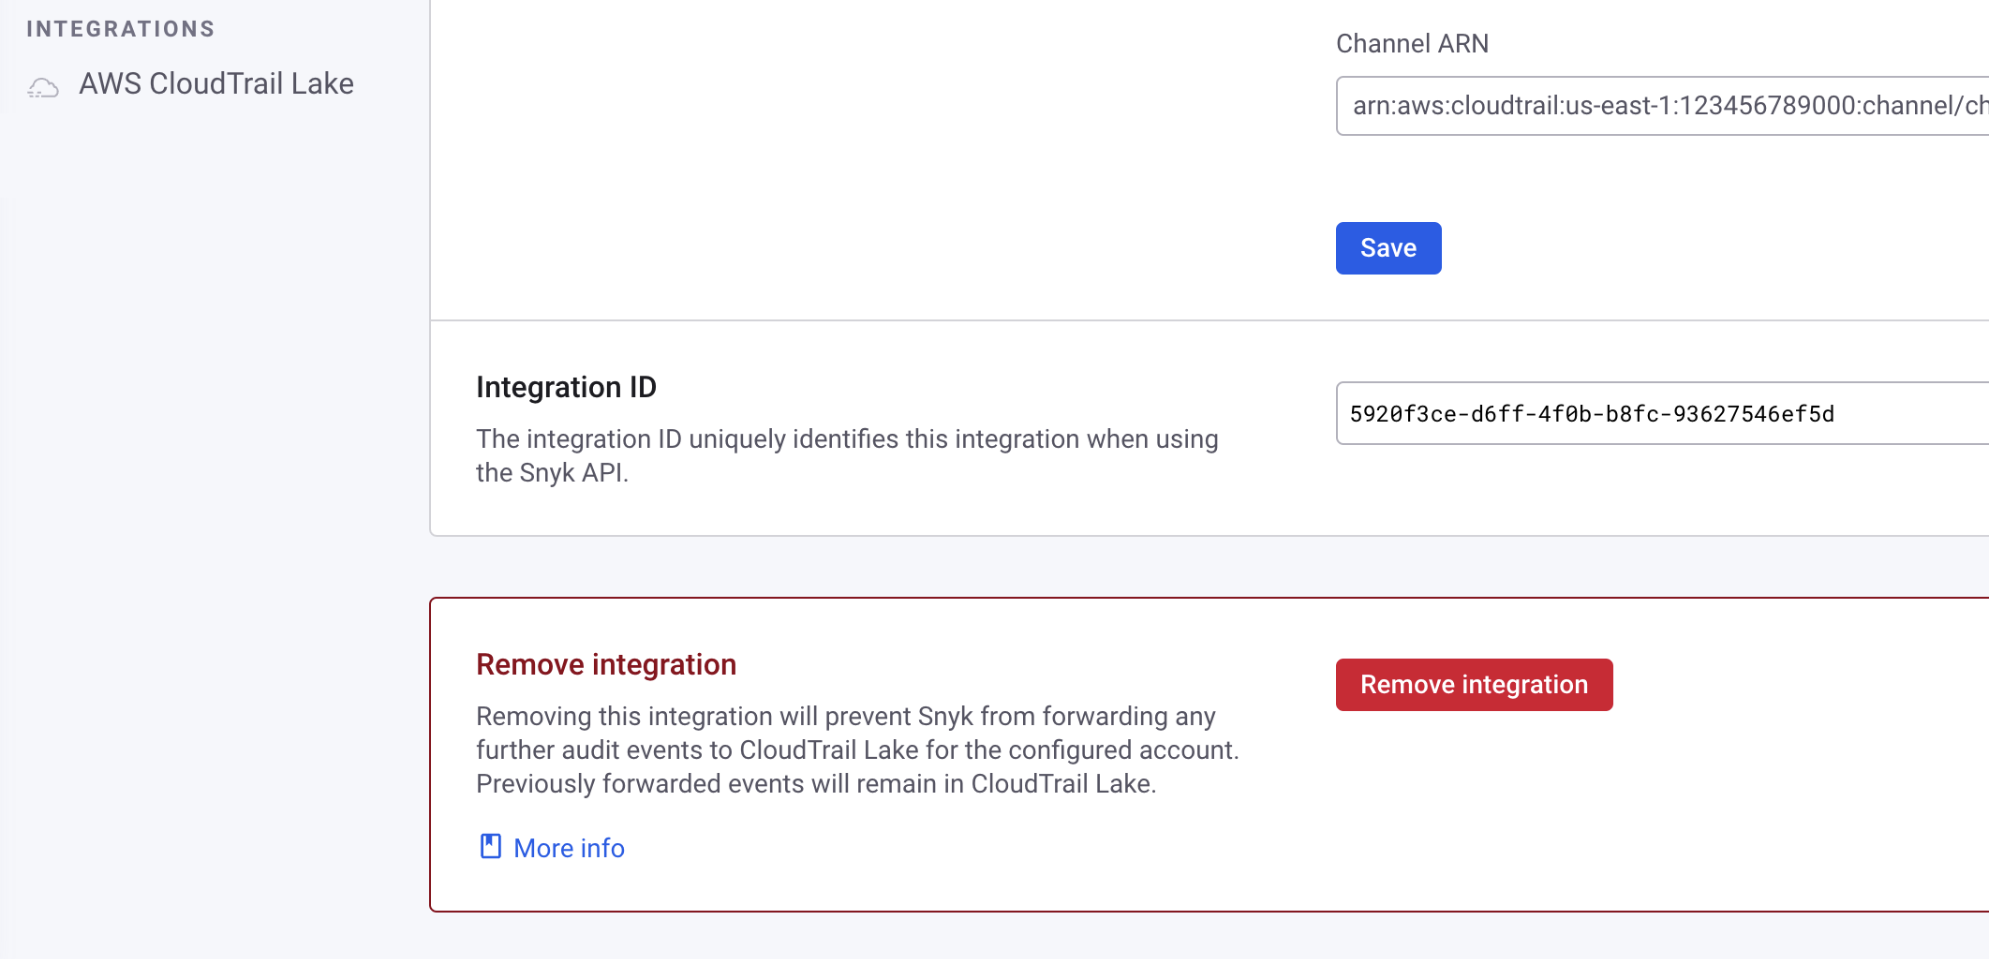 INTEGRATIONS
AWS CloudTrail Lake
Channel ARN
arn:aws:cloudtrail:us-east-1:123456789000:channel/ch
Save
Integration ID
The integration ID uniquely identifies this integration when using
the Snyk API.
5920f3ce-d6ff-4f0b-b8fc-93627546ef5d
Remove integration
Removing this integration will prevent Snyk from forwarding any
further audit events to CloudTrail Lake for the configured account.
Previously forwarded events will remain in CloudTrail Lake.
More info
Remove integration